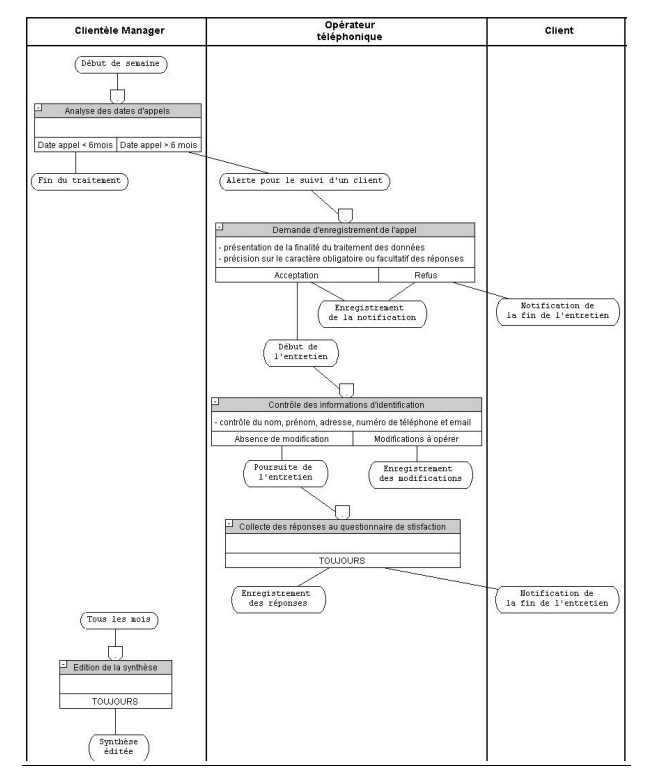 Clientèle Manager
Opérateur
téléphonique
Client
Début de semaine
Analyse des dates d'appels
Date appel < 6mois
Date appel > 6 mois
Fin du traitement
Alerte pour le suivi d'un client
Demande d'enregistrement de l'appel
- présentation de la finalité du traitement des données
- précision sur le caractère obligatoire ou facultatif des réponses
Acceptation
Refus
Enregistrement
de la notification
Notification de
la fin de l'entretien
Début de
l'entretien
Contrôle des informations d'identification
- contrôle du nom, prénom, adresse, numéro de téléphone et email
Absence de modification
Modifications à opérer
Poursuite de
l'entretien
Enregistrement
des modifications
Collecte des réponses au questionnaire de stisfaction
TOUJOURS
Enregistrement
des réponses
Notification de
la fin de l'entretien
Tous les mois
Edition de la synthèse
TOUJOURS
Synthèse
éditée